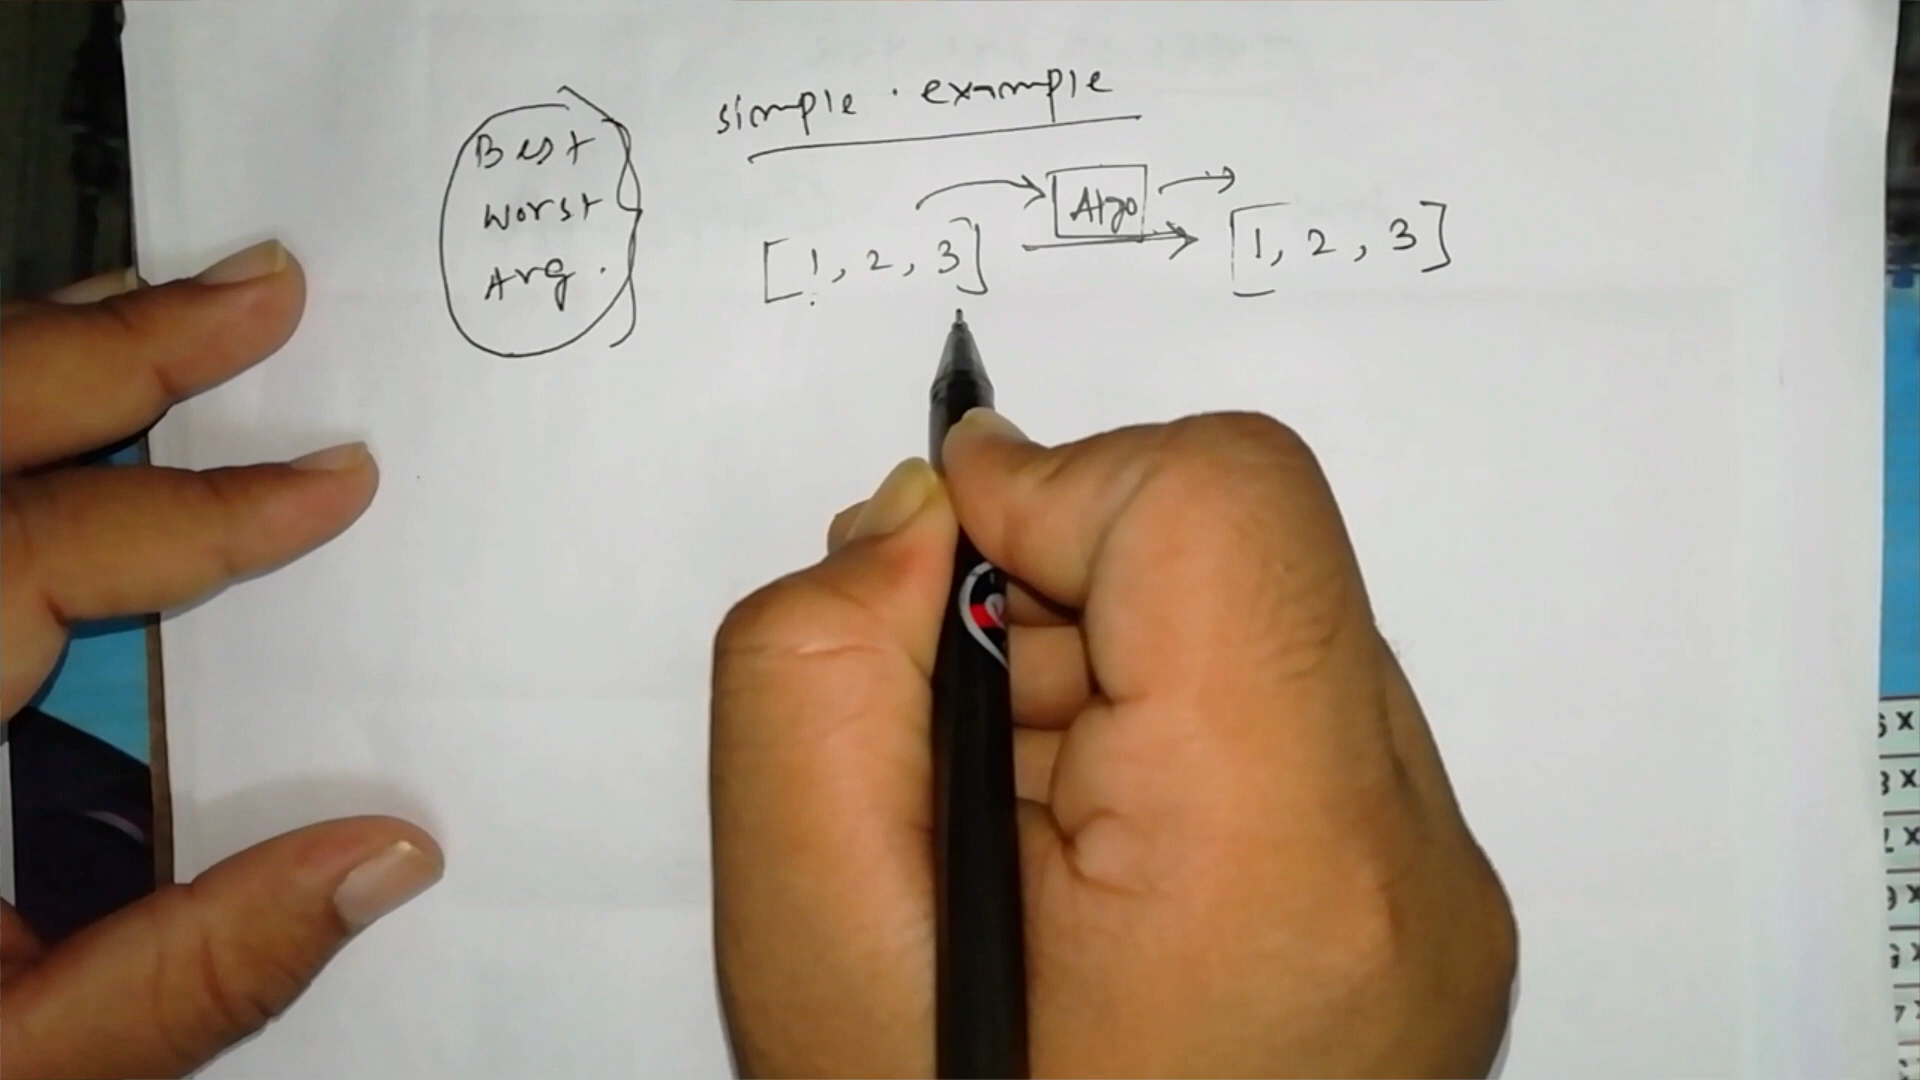 simple . example
Best
worst
Avg.
[1, 2, 3]
Algo
[1, 2, 3]